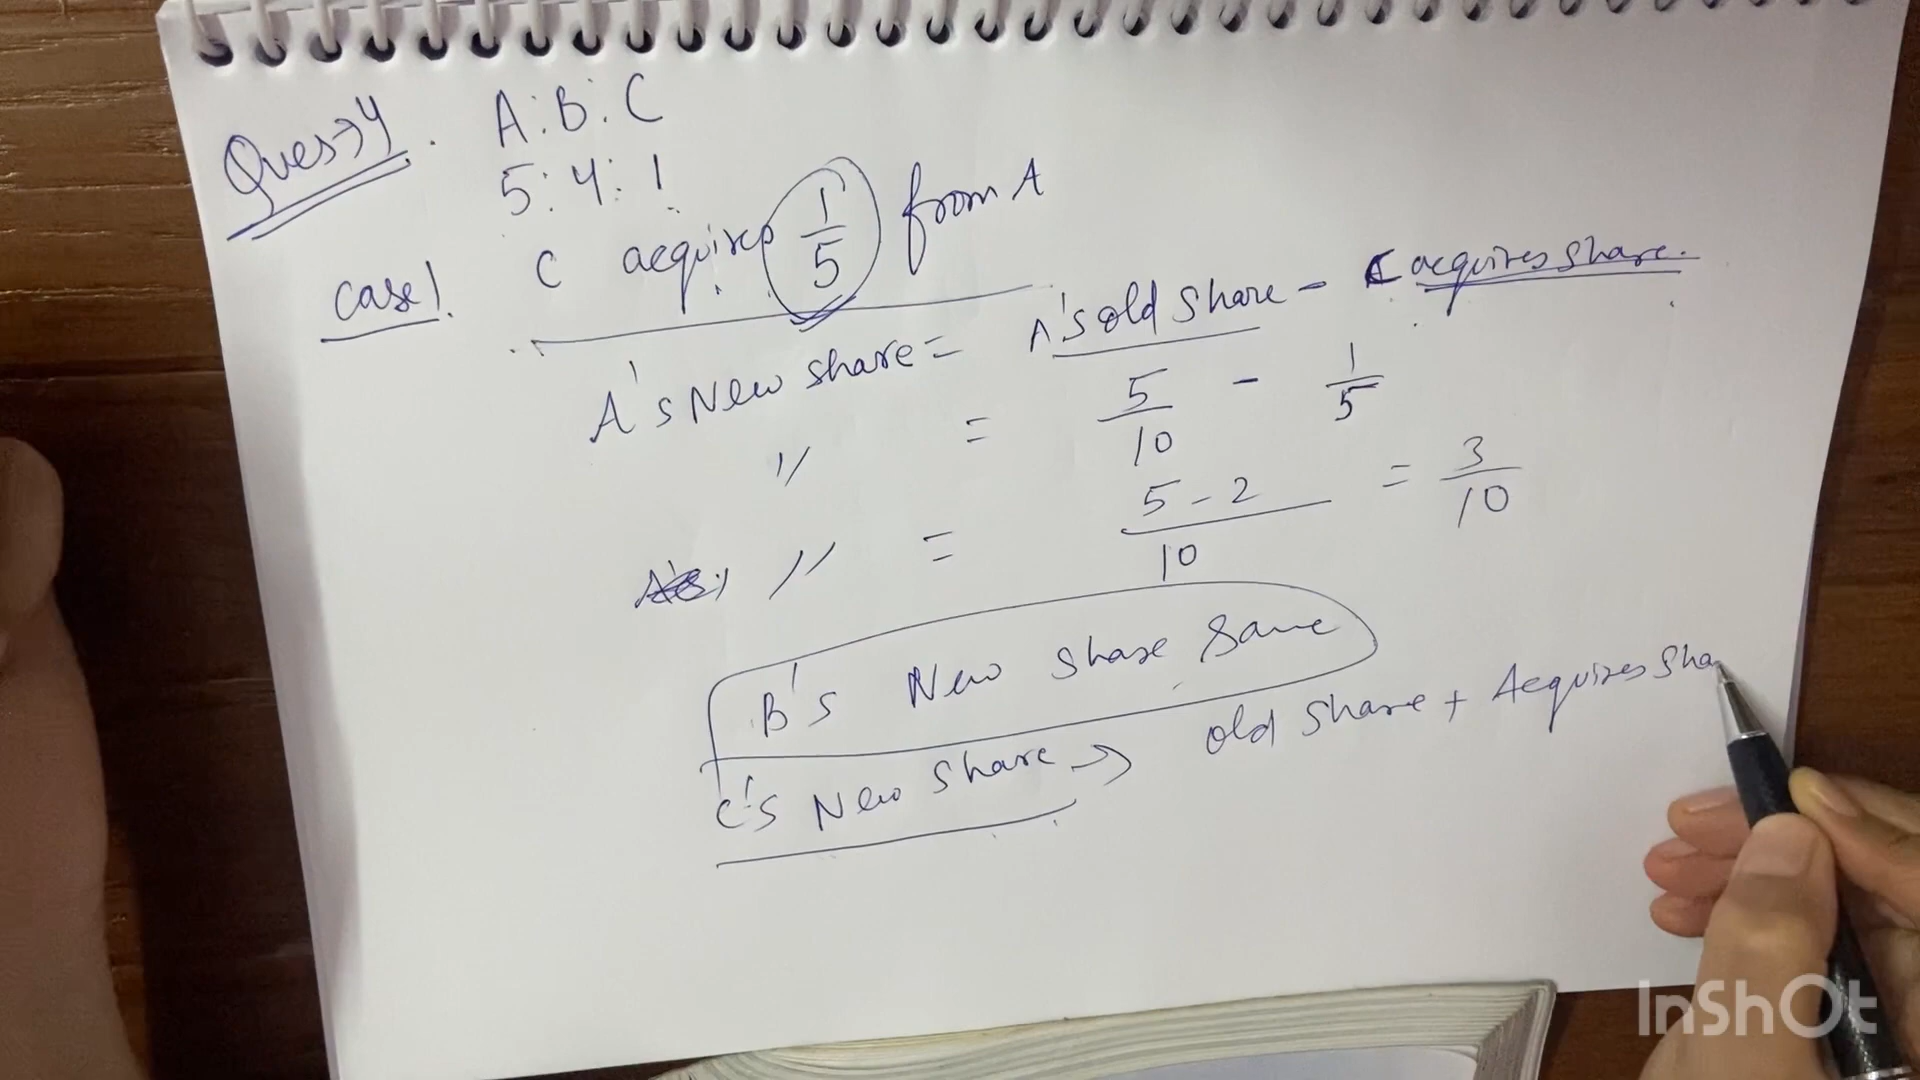 Ques→4. A:B:C
5:4:1
Case 1. C acquires 1/5 from A
A's New share = A's old share - C acquires share.
" = 5/10 - 1/5
" = 5-2/10 = 3/10
B's New share Same
C's New share → old share + Acquires Sha
InShOt